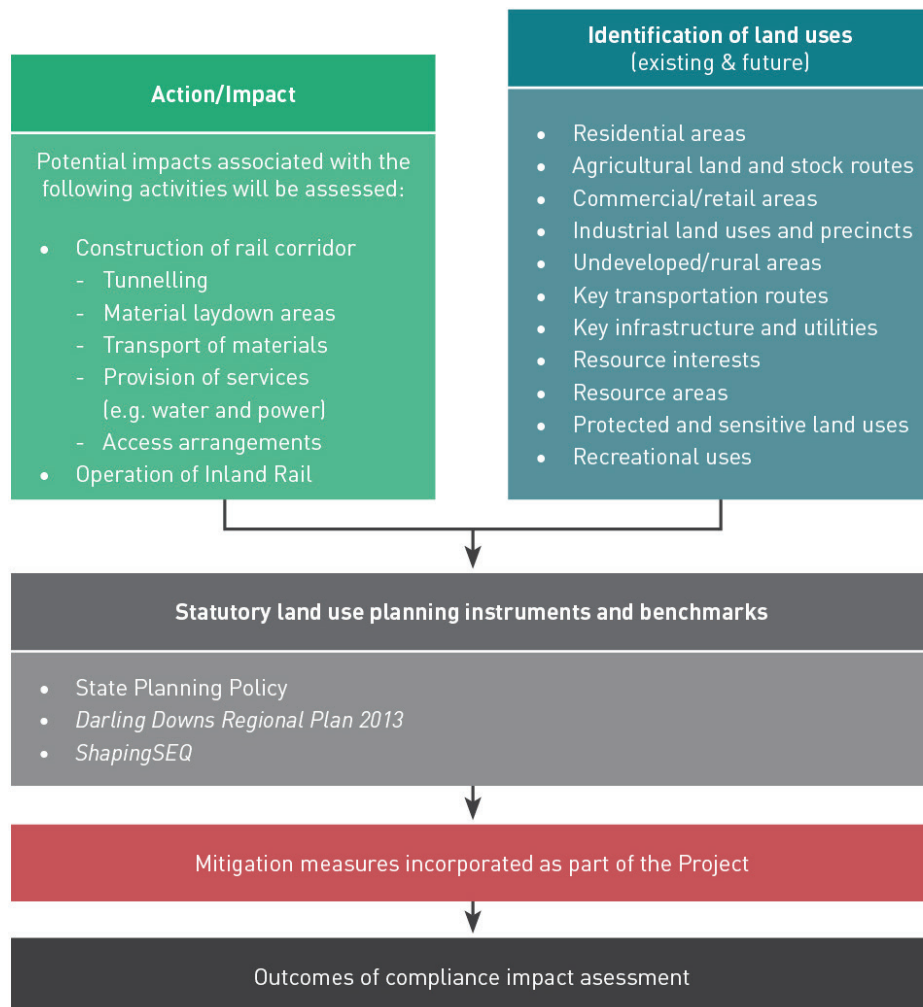 Action/Impact
Potential impacts associated with the
following activities will be assessed:
• Construction of rail corridor
- Tunnelling
- Material laydown areas
- Transport of materials
- Provision of services
(e.g. water and power)
- Access arrangements
• Operation of Inland Rail
Identification of land uses
(existing & future)
• Residential areas
• Agricultural land and stock routes
• Commercial/retail areas
• Industrial land uses and precincts
• Undeveloped/rural areas
• Key transportation routes
• Key infrastructure and utilities
• Resource interests
• Resource areas
• Protected and sensitive land uses
• Recreational uses
Statutory land use planning instruments and benchmarks
• State Planning Policy
• Darling Downs Regional Plan 2013
• ShapingSEQ
Mitigation measures incorporated as part of the Project
Outcomes of compliance impact asessment